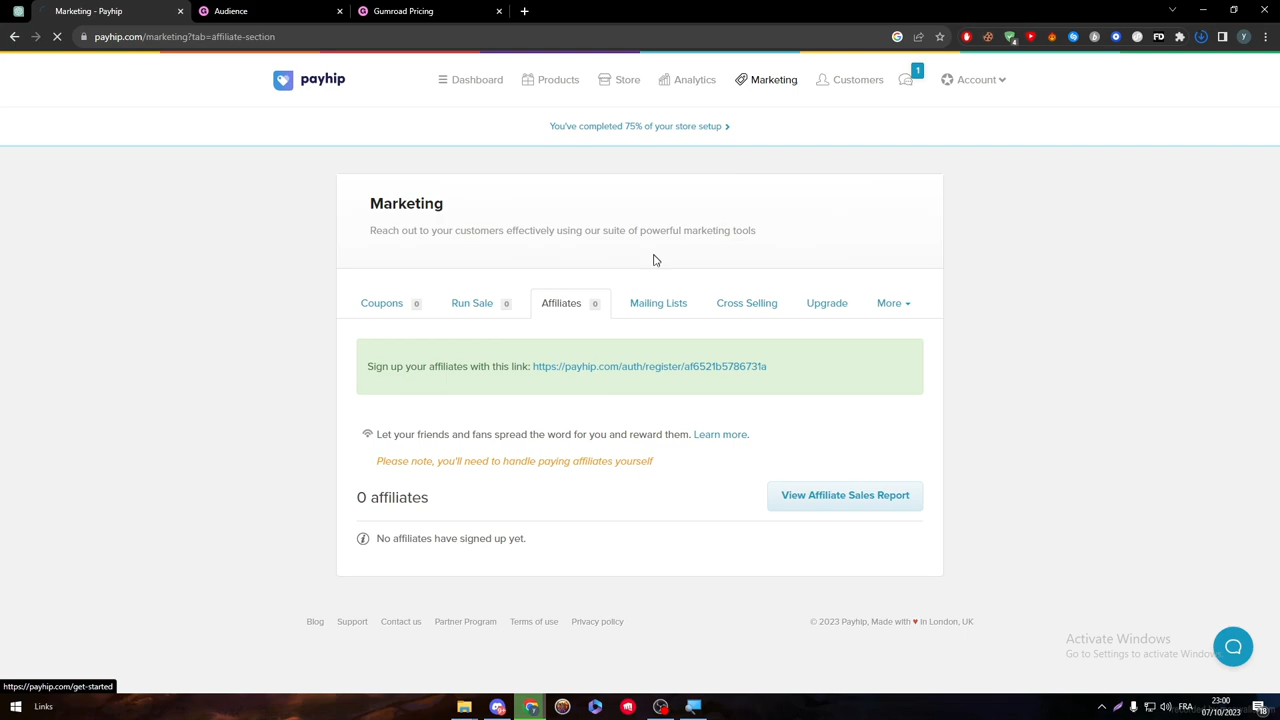 Marketing - Payhip
Audience
Gumroad Pricing
payhip.com/marketing?tab=affiliate-section
payhip
Dashboard
Products
Store
Analytics
Marketing
Customers
1
Account
You've completed 75% of your store setup
Marketing
Reach out to your customers effectively using our suite of powerful marketing tools
Coupons 0
Run Sale 0
Affiliates 0
Mailing Lists
Cross Selling
Upgrade
More
Sign up your affiliates with this link: https://payhip.com/auth/register/af6521b5786731a
Let your friends and fans spread the word for you and reward them. Learn more.
Please note, you'll need to handle paying affiliates yourself
0 affiliates
View Affiliate Sales Report
No affiliates have signed up yet.
Blog
Support
Contact us
Partner Program
Terms of use
Privacy policy
© 2023 Payhip, Made with ♥ In London, UK
Activate Windows
Go to Settings to activate Windows.
https://payhip.com/get-started
Links
FRA
23:00
07/10/2023
18